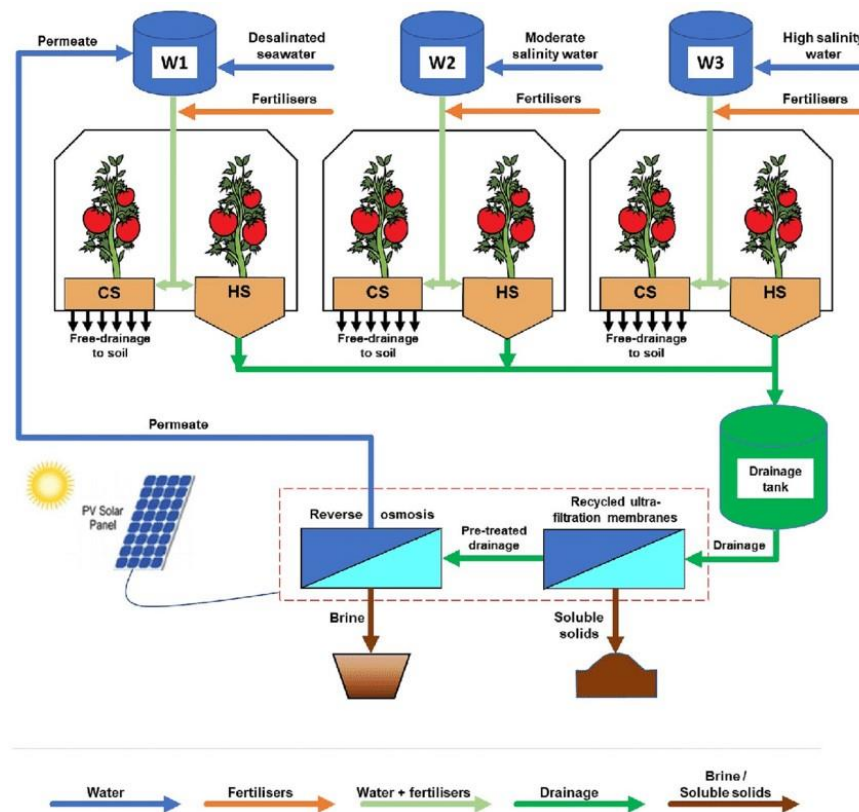 Permeate
W1
Desalinated
seawater
Fertilisers
W2
Moderate
salinity water
Fertilisers
W3
High salinity
water
Fertilisers
CS
HS
Free-drainage
to soil
CS
HS
Free-drainage
to soil
CS
HS
Free-drainage
to soil
Permeate
PV Solar
Panel
Reverse osmosis
Pre-treated
drainage
Recycled ultra-
filtration membranes
Drainage
Drainage
tank
Brine
Soluble
solids
Water
Fertilisers
Water + fertilisers
Drainage
Brine /
Soluble solids